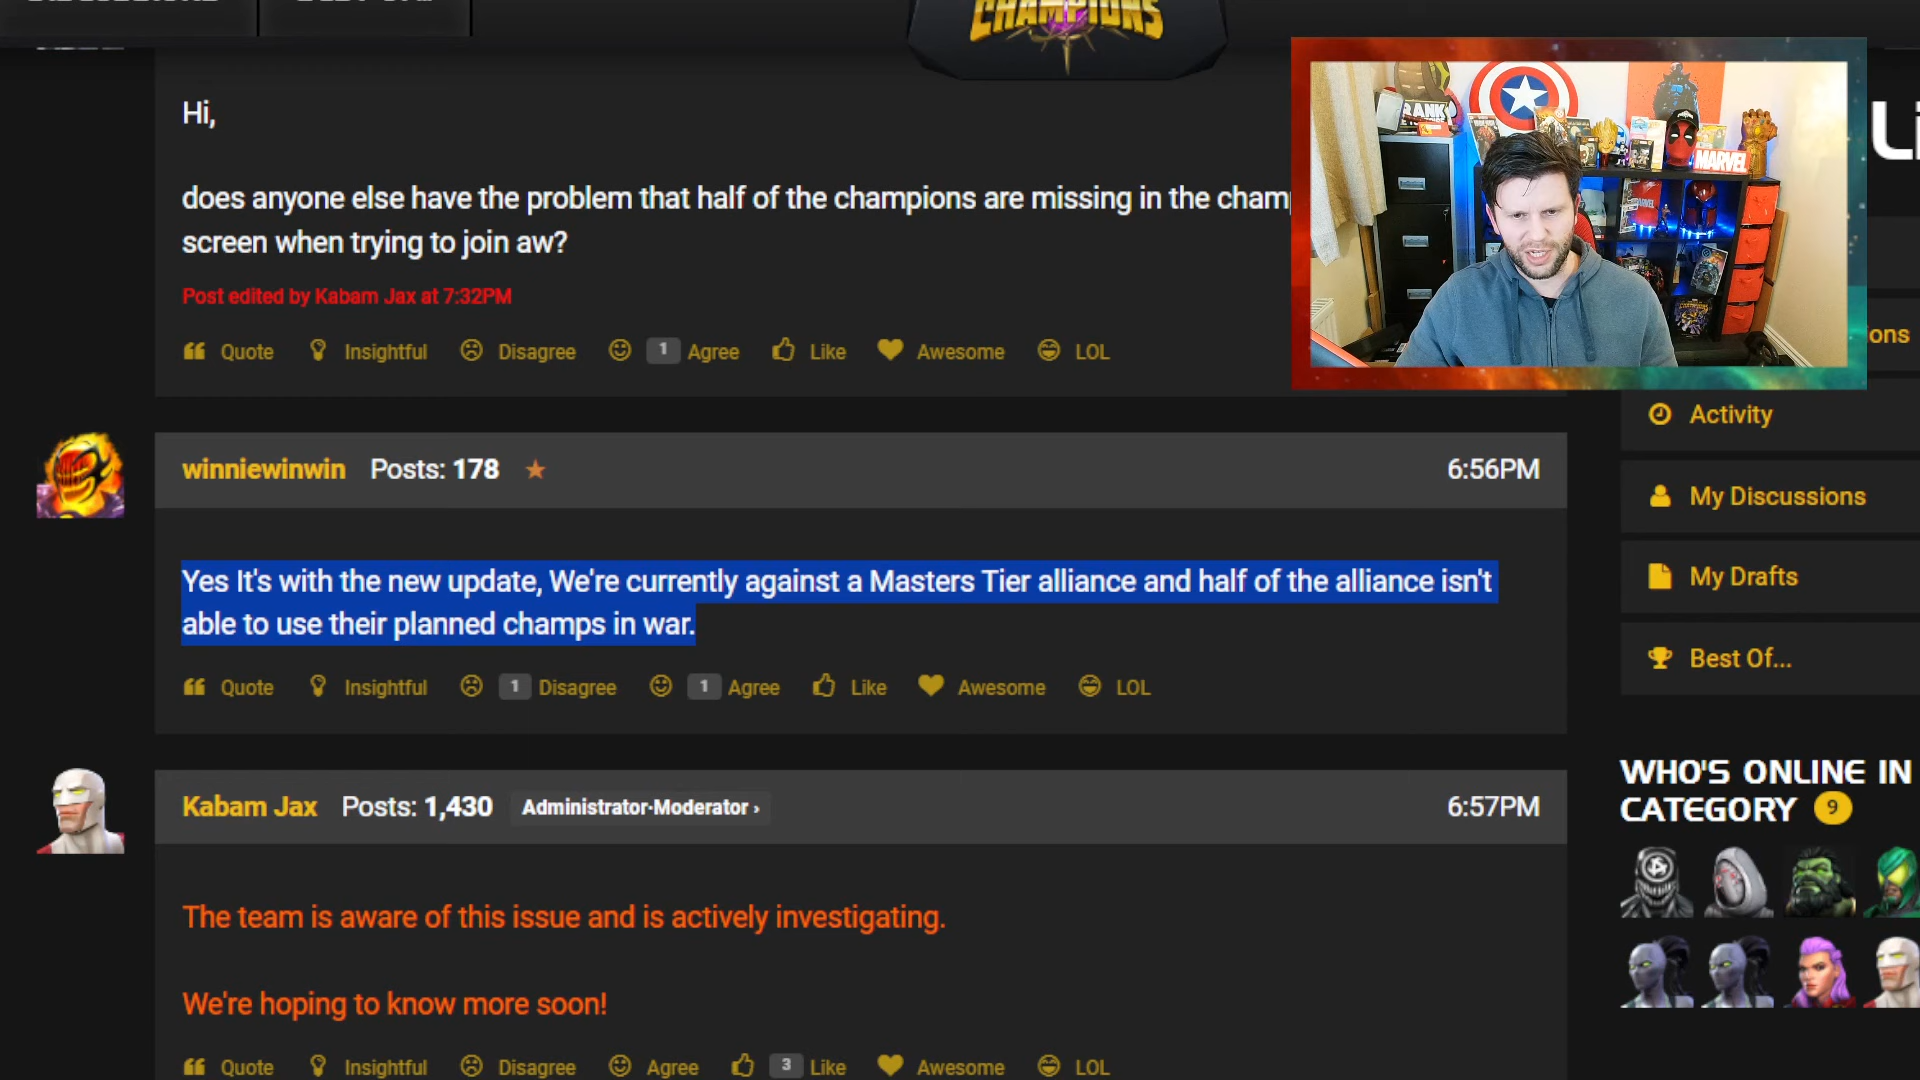 CHAMPIONS
Hi,
does anyone else have the problem that half of the champions are missing in the
screen when trying to join aw?
Post edited by Kabam Jax at 7:32PM
Quote Insightful Disagree 1 Agree Like Awesome LOL
MARVEL
winniewinwin Posts: 178 6:56PM
Yes It's with the new update, We're currently against a Masters Tier alliance and half of the alliance isn't
able to use their planned champs in war.
Quote Insightful 1 Disagree 1 Agree Like Awesome LOL
Kabam Jax Posts: 1,430 Administrator·Moderator › 6:57PM
The team is aware of this issue and is actively investigating.
We're hoping to know more soon!
Quote Insightful Disagree Agree 3 Like Awesome LOL
Activity
My Discussions
My Drafts
Best Of...
WHO'S ONLINE IN
CATEGORY 9